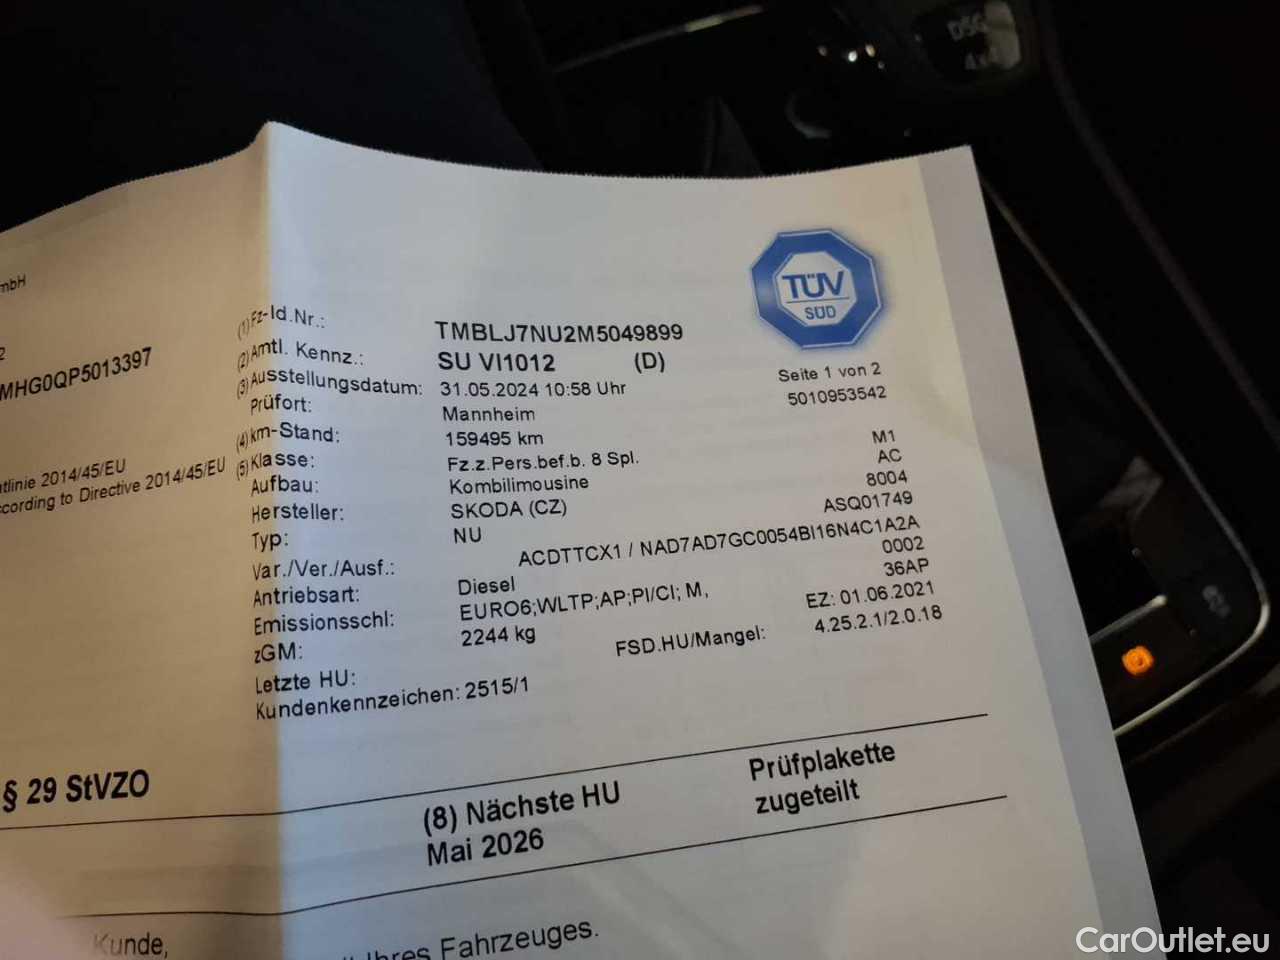 DSG
mbH
2
MHG0QP5013397
ntlinie 2014/45/EU
ccording to Directive 2014/45/EU
TÜV
SÜD
(1) Fz-Id.Nr.: TMBLJ7NU2M5049899
(2) Amtl. Kennz.: SU VI1012 (D)
Seite 1 von 2
(3) Ausstellungsdatum: 31.05.2024 10:58 Uhr
5010953542
Prüfort: Mannheim
(4) km-Stand: 159495 km
(5) Klasse: Fz.z.Pers.bef.b. 8 Spl. M1
Aufbau: Kombilimousine AC
Hersteller: SKODA (CZ) 8004
Typ: NU ASQ01749
Var./Ver./Ausf.: ACDTTCX1 / NAD7AD7GC0054BI16N4C1A2A
Antriebsart: Diesel 0002
Emissionsschl: EURO6;WLTP;AP;PI/CI; M, 36AP
zGM: 2244 kg EZ: 01.06.2021
Letzte HU: FSD.HU/Mangel: 4.25.2.1/2.0.18
Kundenkennzeichen: 2515/1
§ 29 StVZO
(8) Nächste HU
Mai 2026
Prüfplakette
zugeteilt
Kunde,
Ihres Fahrzeuges.
CarOutlet.eu